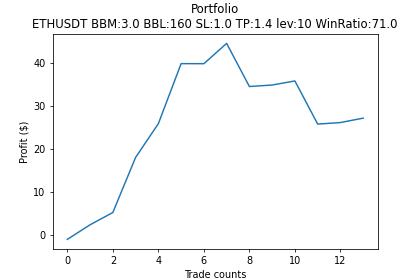 Portfolio
ETHUSDT BBM:3.0 BBL:160 SL:1.0 TP:1.4 lev:10 WinRatio:71.0
40
30
20
10
0
Profit ($)
0 2 4 6 8 10 12
Trade counts